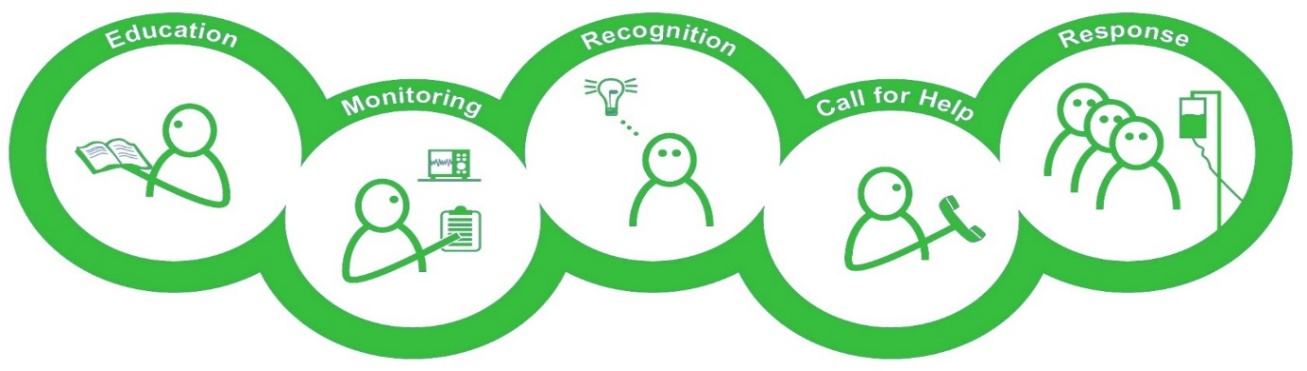 Education
Monitoring
Recognition
Call for Help
Response